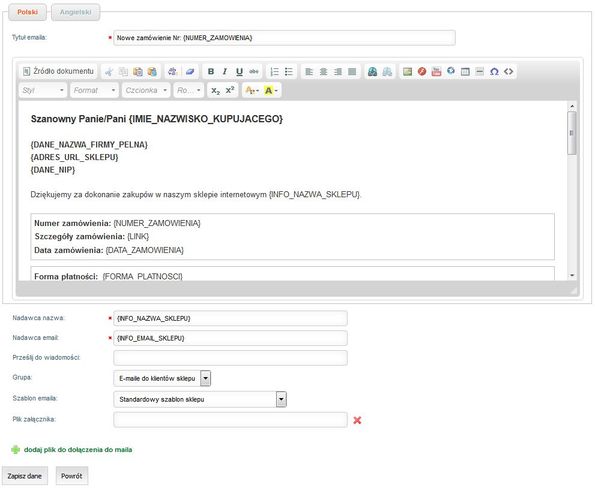 Polski Angielski
Tytuł emaila: Nowe zamówienie Nr: {NUMER_ZAMOWIENIA}
Źródło dokumentu B I U abc
Styl Format Czcionka Ro...
Szanowny Panie/Pani {IMIE_NAZWISKO_KUPUJACEGO}
{DANE_NAZWA_FIRMY_PELNA}
{ADRES_URL_SKLEPU}
{DANE_NIP}
Dziękujemy za dokonanie zakupów w naszym sklepie internetowym {INFO_NAZWA_SKLEPU}.
Numer zamówienia: {NUMER_ZAMOWIENIA}
Szczegóły zamówienia: {LINK}
Data zamówienia: {DATA_ZAMOWIENIA}
Forma płatności: {FORMA_PLATNOSCI}
Nadawca nazwa: {INFO_NAZWA_SKLEPU}
Nadawca email: {INFO_EMAIL_SKLEPU}
Prześlij do wiadomości:
Grupa: E-maile do klientów sklepu
Szablon emaila: Standardowy szablon sklepu
Plik załącznika:
dodaj plik do dołączenia do maila
Zapisz dane Powrót